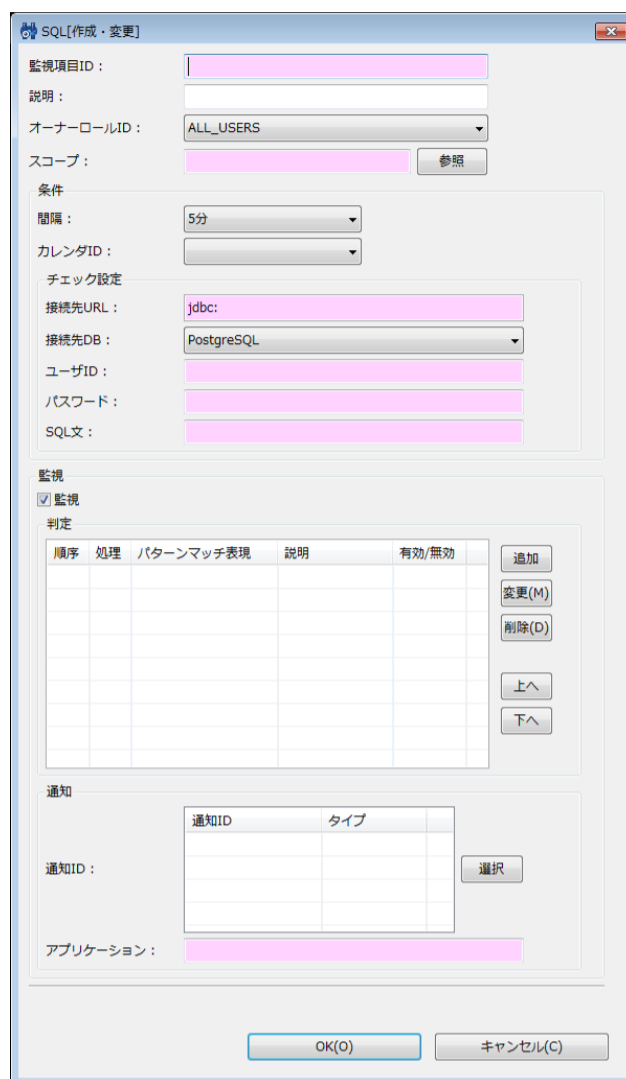 SQL[作成・変更]
監視項目ID：
説明：
オーナーロールID： ALL_USERS
スコープ： 参照
条件
間隔： 5分
カレンダID：
チェック設定
接続先URL： jdbc:
接続先DB： PostgreSQL
ユーザID：
パスワード：
SQL文：
監視
監視
判定
順序 処理 パターンマッチ表現 説明 有効/無効
追加
変更(M)
削除(D)
上へ
下へ
通知
通知ID タイプ
通知ID： 選択
アプリケーション：
OK(O) キャンセル(C)